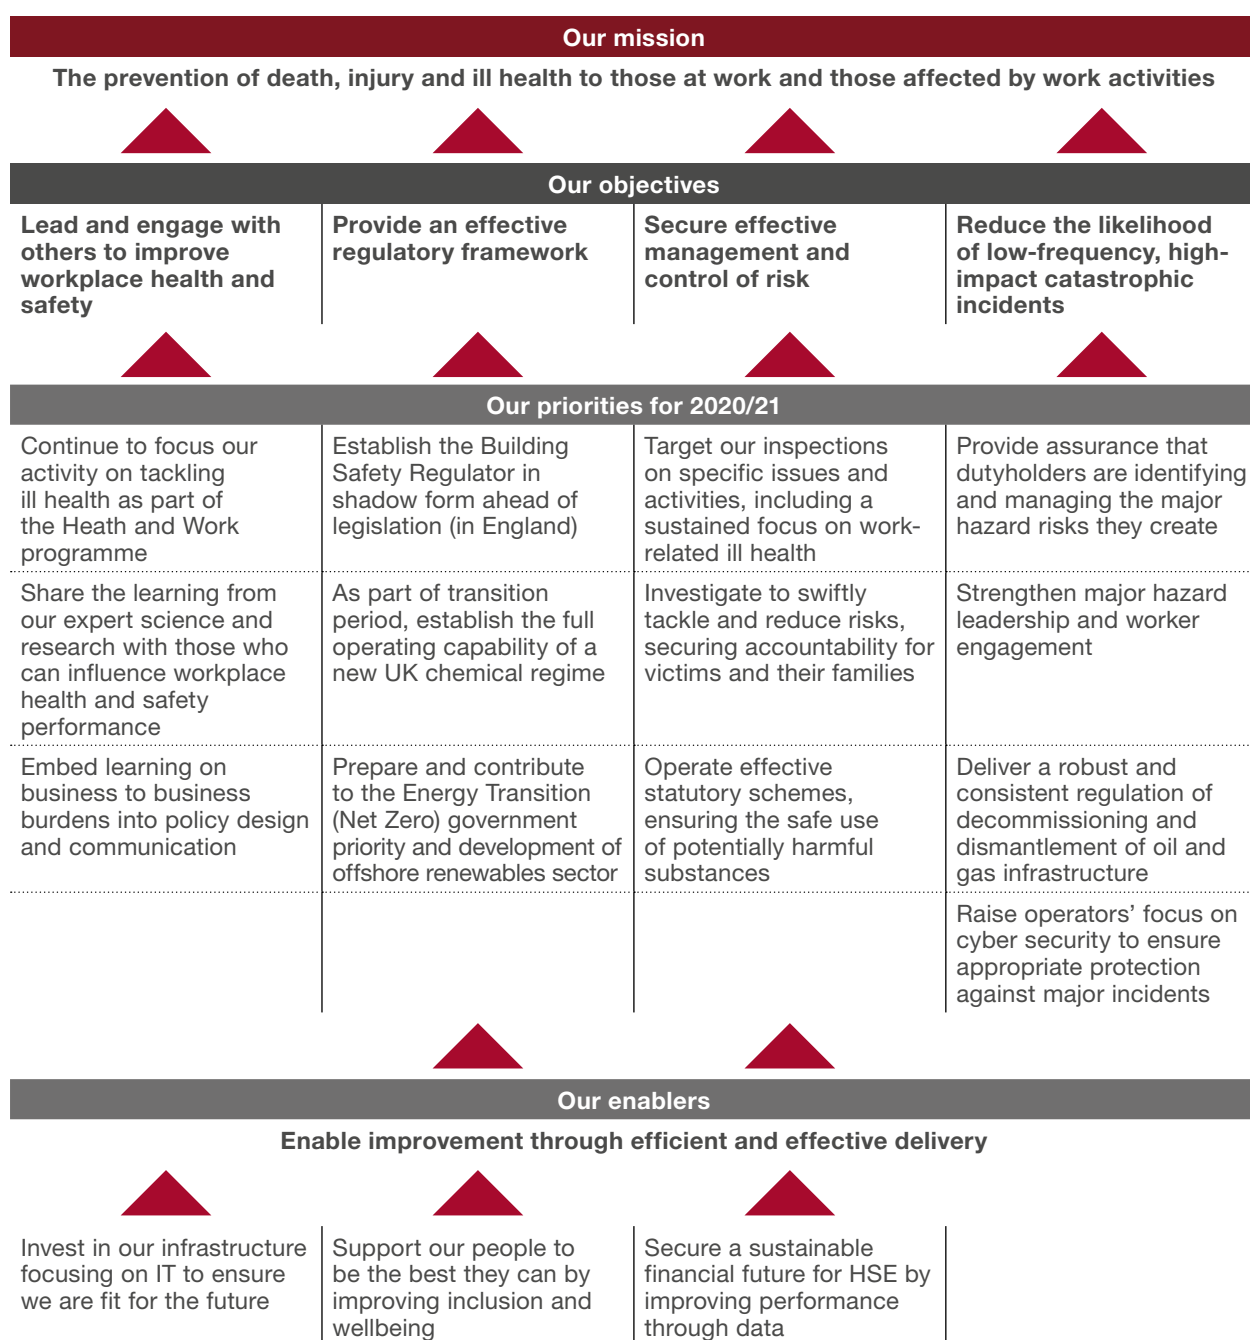 Our mission
The prevention of death, injury and ill health to those at work and those affected by work activities
Our objectives
Lead and engage with
others to improve
workplace health and
safety
Provide an effective
regulatory framework
Secure effective
management and
control of risk
Reduce the likelihood
of low-frequency, high-
impact catastrophic
incidents
Our priorities for 2020/21
Continue to focus our
activity on tackling
ill health as part of
the Heath and Work
programme
Establish the Building
Safety Regulator in
shadow form ahead of
legislation (in England)
Target our inspections
on specific issues and
activities, including a
sustained focus on work-
related ill health
Provide assurance that
dutyholders are identifying
and managing the major
hazard risks they create
Share the learning from
our expert science and
research with those who
can influence workplace
health and safety
performance
As part of transition
period, establish the full
operating capability of a
new UK chemical regime
Investigate to swiftly
tackle and reduce risks,
securing accountability for
victims and their families
Strengthen major hazard
leadership and worker
engagement
Embed learning on
business to business
burdens into policy design
and communication
Prepare and contribute
to the Energy Transition
(Net Zero) government
priority and development of
offshore renewables sector
Operate effective
statutory schemes,
ensuring the safe use
of potentially harmful
substances
Deliver a robust and
consistent regulation of
decommissioning and
dismantlement of oil and
gas infrastructure
Raise operators’ focus on
cyber security to ensure
appropriate protection
against major incidents
Our enablers
Enable improvement through efficient and effective delivery
Invest in our infrastructure
focusing on IT to ensure
we are fit for the future
Support our people to
be the best they can by
improving inclusion and
wellbeing
Secure a sustainable
financial future for HSE by
improving performance
through data